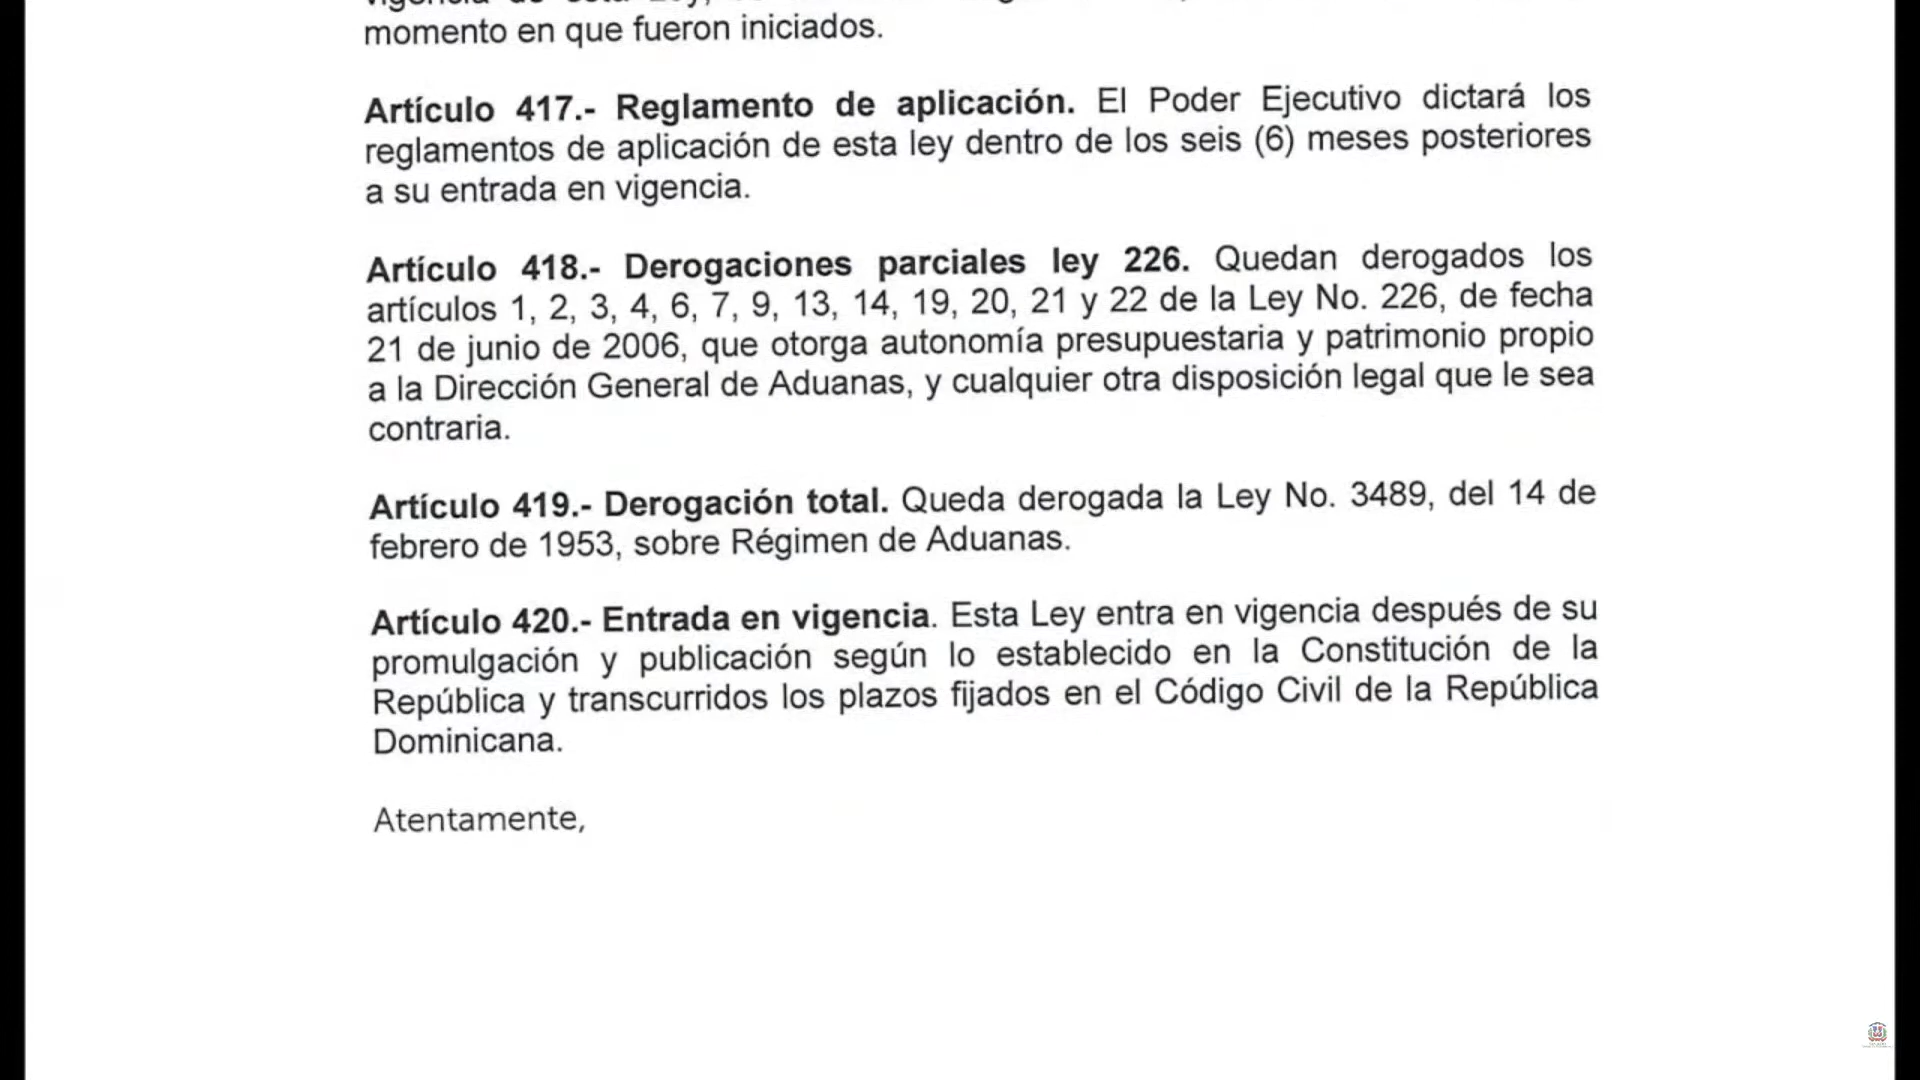 momento en que fueron iniciados.
Artículo 417.- Reglamento de aplicación. El Poder Ejecutivo dictará los
reglamentos de aplicación de esta ley dentro de los seis (6) meses posteriores
a su entrada en vigencia.
Artículo 418.- Derogaciones parciales ley 226. Quedan derogados los
artículos 1, 2, 3, 4, 6, 7, 9, 13, 14, 19, 20, 21 y 22 de la Ley No. 226, de fecha
21 de junio de 2006, que otorga autonomía presupuestaria y patrimonio propio
a la Dirección General de Aduanas, y cualquier otra disposición legal que le sea
contraria.
Artículo 419.- Derogación total. Queda derogada la Ley No. 3489, del 14 de
febrero de 1953, sobre Régimen de Aduanas.
Artículo 420.- Entrada en vigencia. Esta Ley entra en vigencia después de su
promulgación y publicación según lo establecido en la Constitución de la
República y transcurridos los plazos fijados en el Código Civil de la República
Dominicana.
Atentamente,